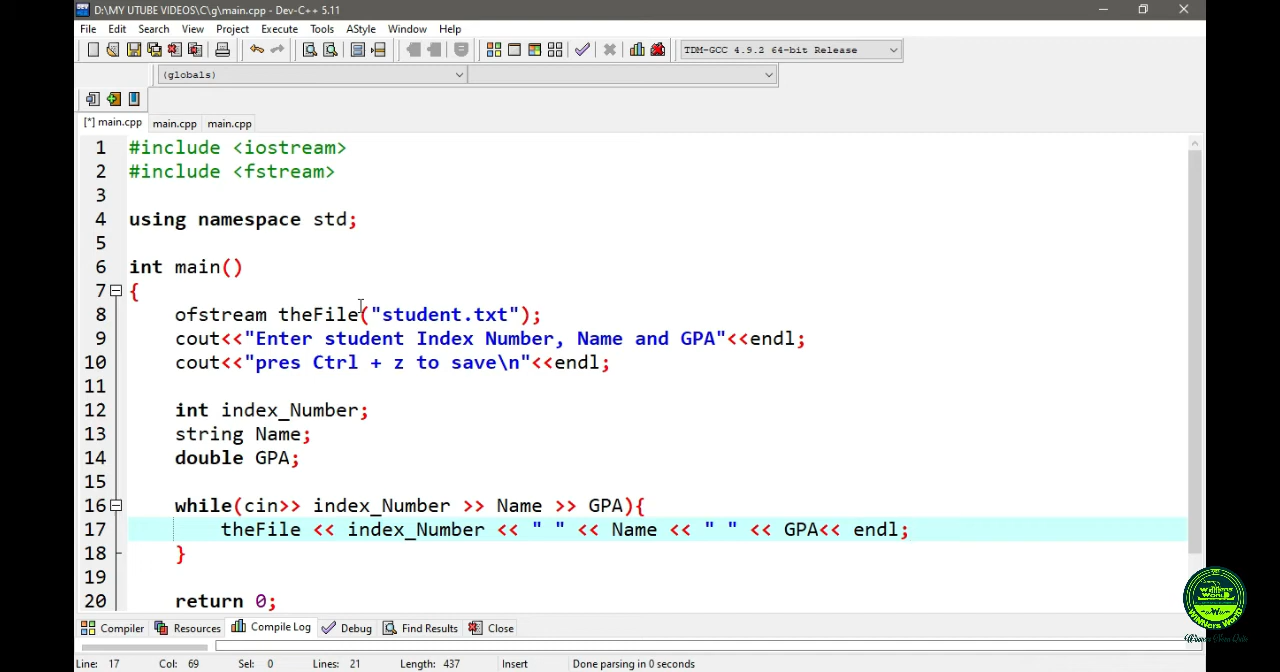 D:\MY UTUBE VIDEOS\C\g\main.cpp - Dev-C++ 5.11
File Edit Search View Project Execute Tools AStyle Window Help
TDM-GCC 4.9.2 64-bit Release
(globals)
[*] main.cpp main.cpp main.cpp
1 #include <iostream>
2 #include <fstream>
3
4 using namespace std;
5
6 int main()
7 {
8 ofstream theFile("student.txt");
9 cout<<"Enter student Index Number, Name and GPA"<<endl;
10 cout<<"pres Ctrl + z to save\n"<<endl;
11
12 int index_Number;
13 string Name;
14 double GPA;
15
16 while(cin>> index_Number >> Name >> GPA){
17 theFile << index_Number << " " << Name << " " << GPA<< endl;
18 }
19
20 return 0;
Compiler Resources Compile Log Debug Find Results Close
Line: 17 Col: 69 Sel: 0 Lines: 21 Length: 437 Insert Done parsing in 0 seconds